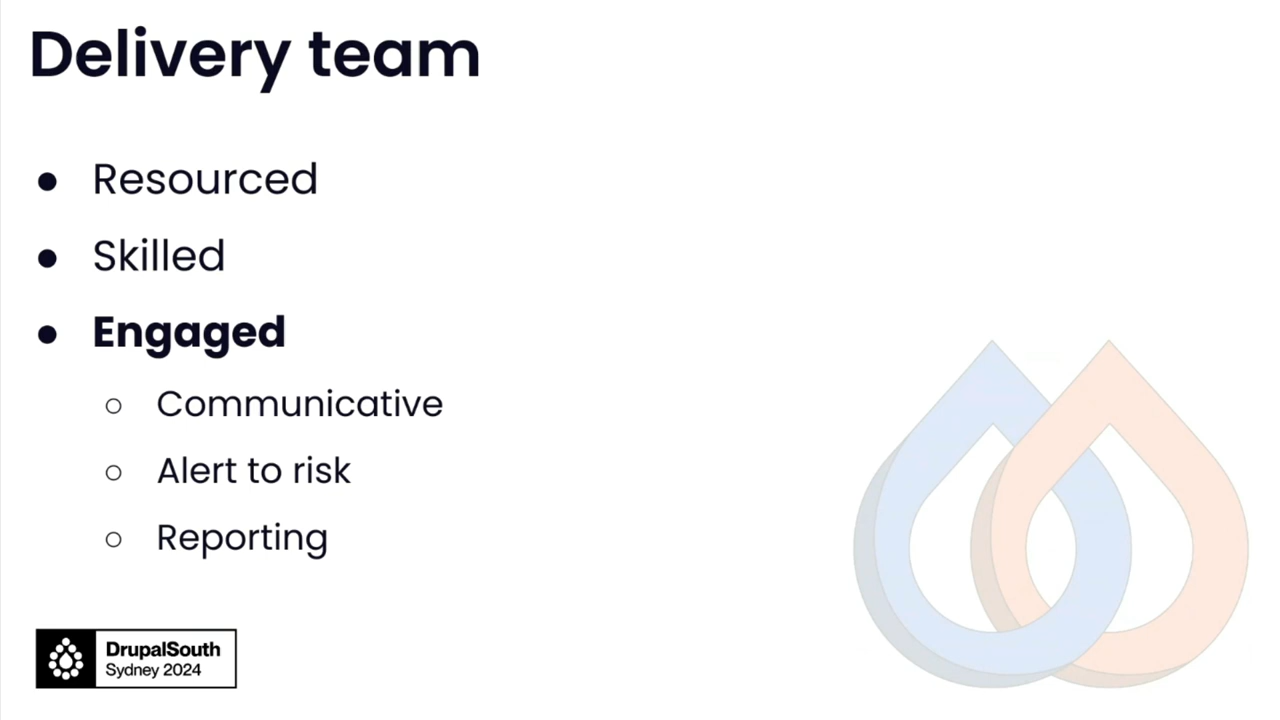 Delivery team
● Resourced
● Skilled
● Engaged
○ Communicative
○ Alert to risk
○ Reporting
DrupalSouth
Sydney 2024